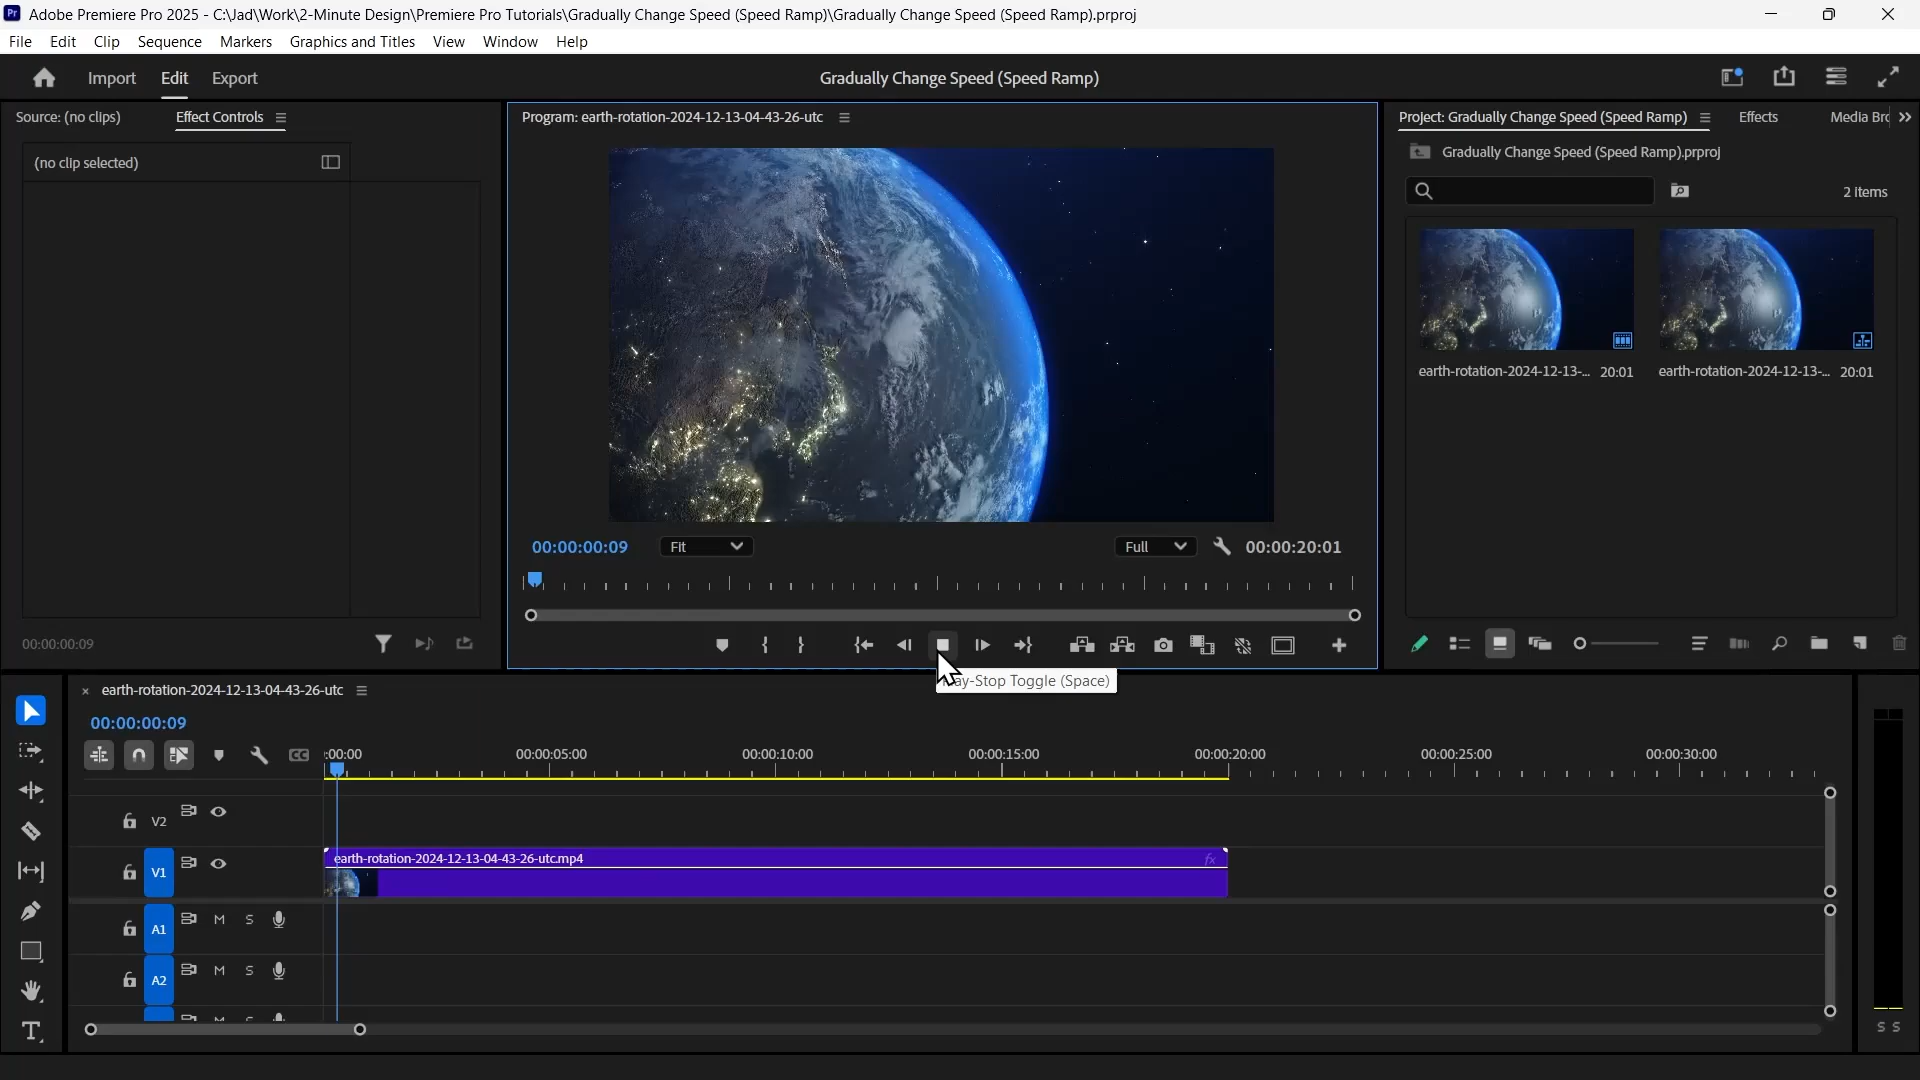 Adobe Premiere Pro 2025 - C:\Jad\Work\2-Minute Design\Premiere Pro Tutorials\Gradually Change Speed (Speed Ramp)\Gradually Change Speed (Speed Ramp).prproj
File Edit Clip Sequence Markers Graphics and Titles View Window Help
Import Edit Export
Gradually Change Speed (Speed Ramp)
Source: (no clips) Effect Controls
(no clip selected)
00:00:00:09
Program: earth-rotation-2024-12-13-04-43-26-utc
00:00:00:09 Fit Full 00:00:20:01
Play-Stop Toggle (Space)
Project: Gradually Change Speed (Speed Ramp) Effects Media Bro
Gradually Change Speed (Speed Ramp).prproj
2 Items
earth-rotation-2024-12-13-... 20:01 earth-rotation-2024-12-13-... 20:01
× earth-rotation-2024-12-13-04-43-26-utc
00:00:00:09
:00:00 00:00:05:00 00:00:10:00 00:00:15:00 00:00:20:00 00:00:25:00 00:00:30:00
V2
earth-rotation-2024-12-13-04-43-26-utc.mp4 fx
V1
A1 M S
A2 M S
S S